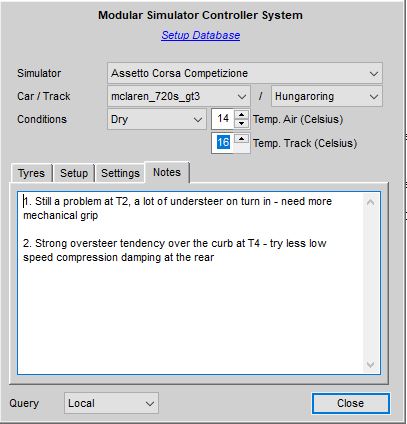 Modular Simulator Controller System
Setup Database
Simulator Assetto Corsa Competizione
Car / Track mclaren_720s_gt3 / Hungaroring
Conditions Dry 14 Temp. Air (Celsius)
16 Temp. Track (Celsius)
Tyres Setup Settings Notes
1. Still a problem at T2, a lot of understeer on turn in - need more
mechanical grip
2. Strong oversteer tendency over the curb at T4 - try less low
speed compression damping at the rear
Query Local Close